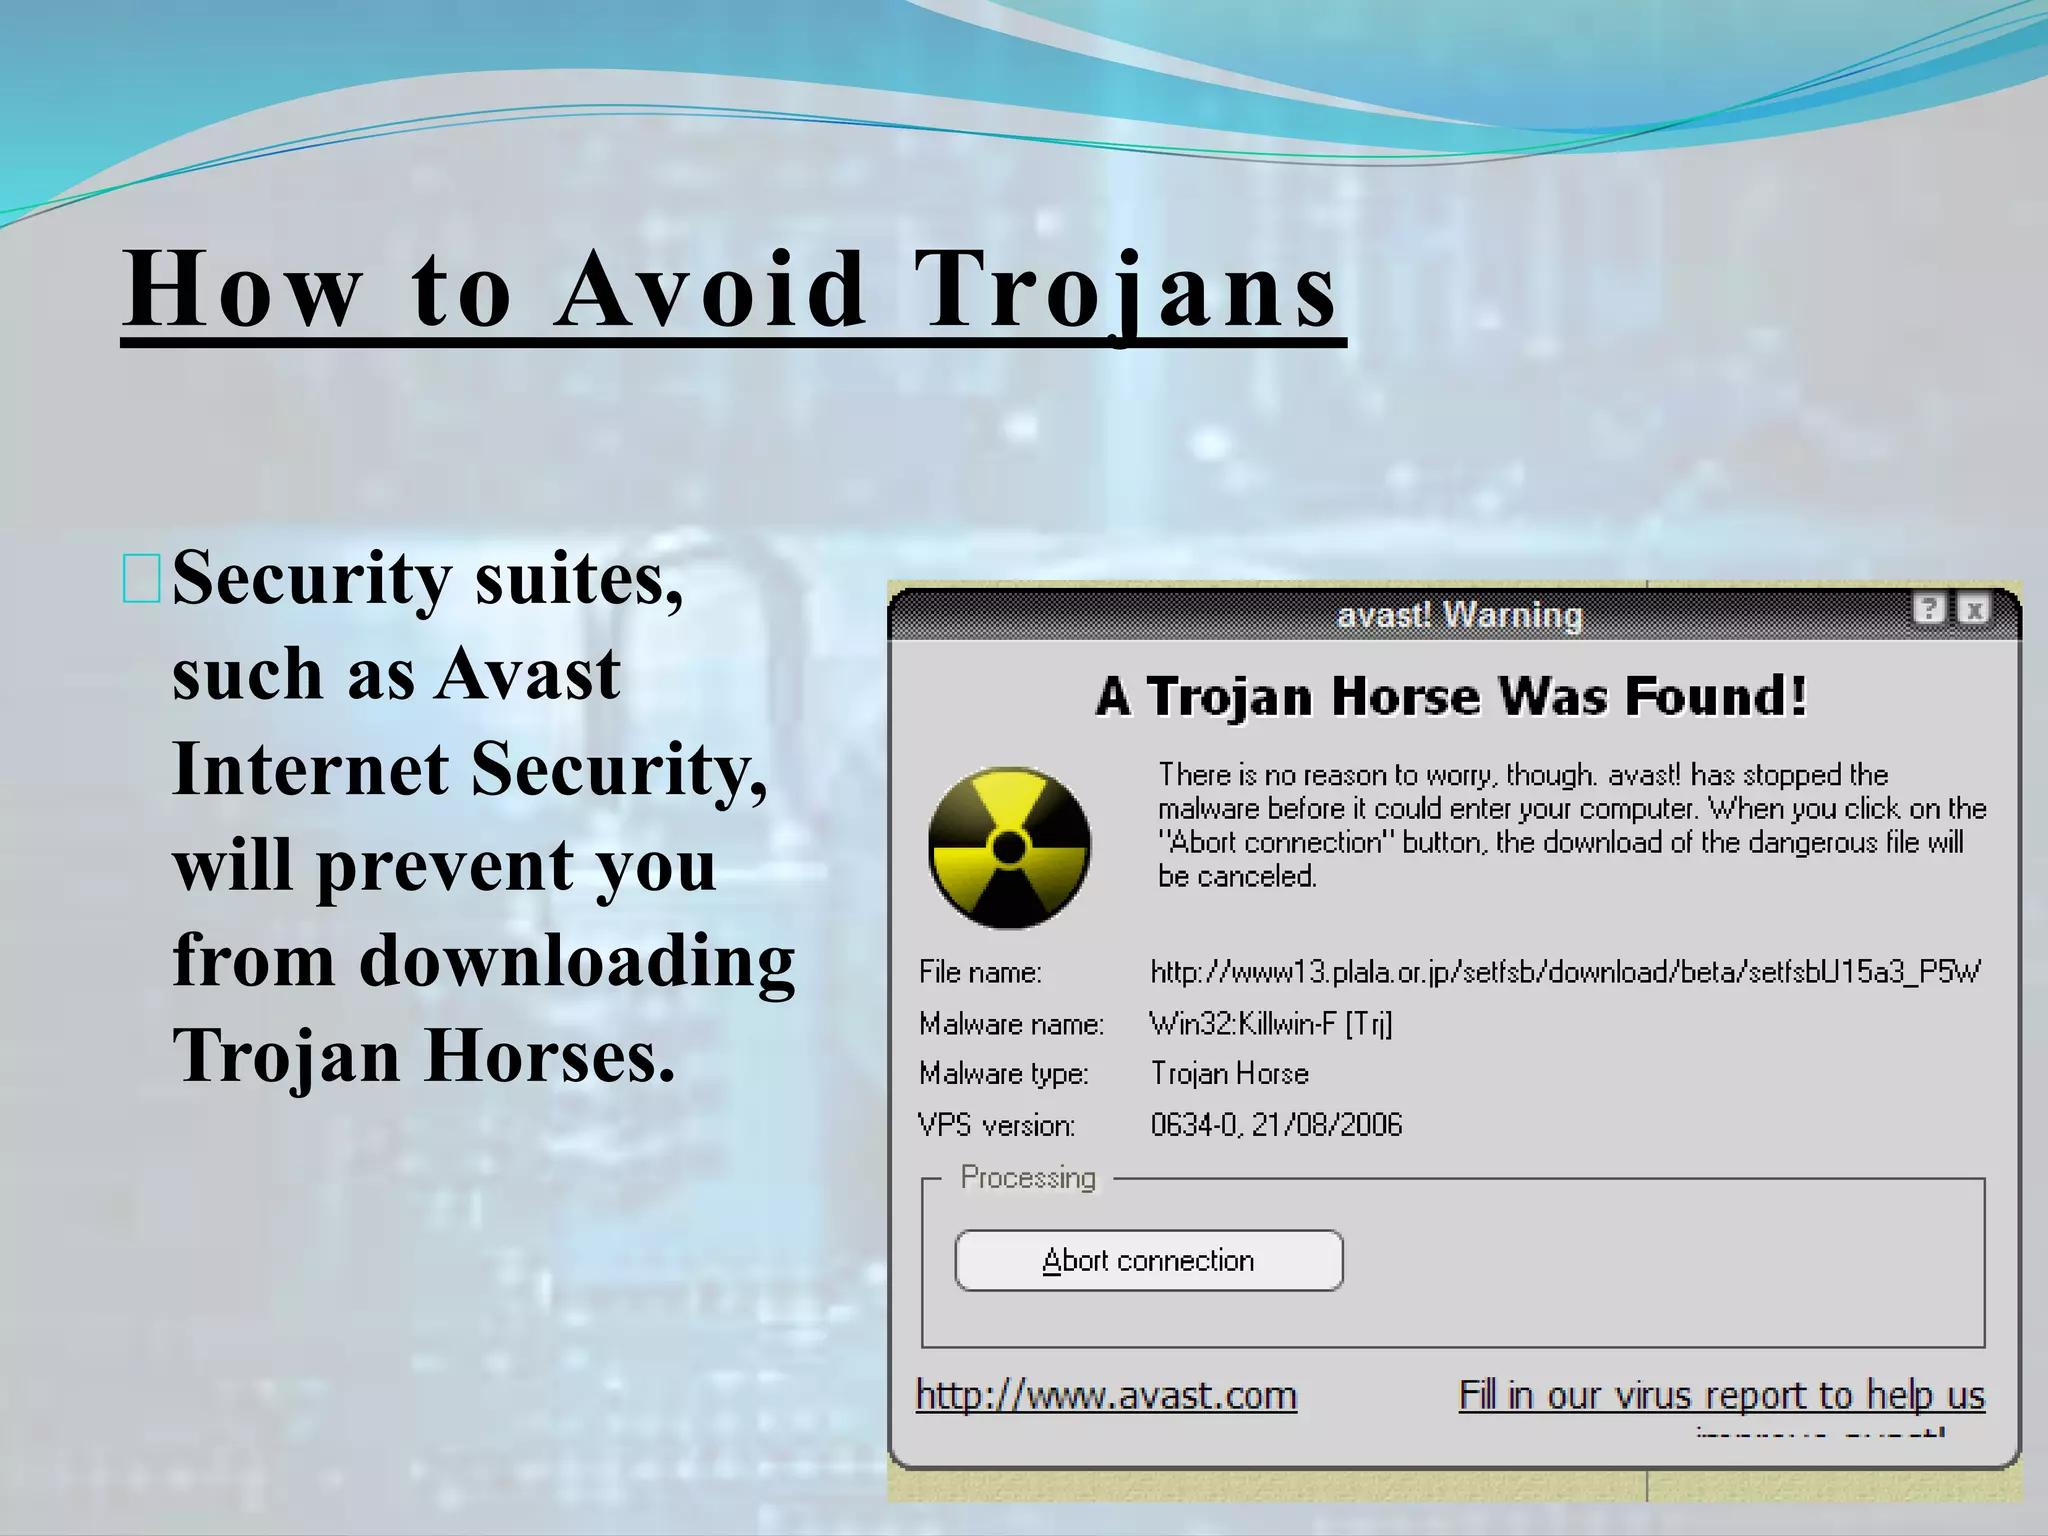 How to Avoid Trojans
Security suites,
such as Avast
Internet Security,
will prevent you
from downloading
Trojan Horses.
avast! Warning
? x
A Trojan Horse Was Found!
There is no reason to worry, though. avast! has stopped the
malware before it could enter your computer. When you click on the
"Abort connection" button, the download of the dangerous file will
be canceled.
File name: http://www13.plala.or.jp/setfsb/download/beta/setfsbU15a3_P5W
Malware name: Win32:Killwin-F [Trj]
Malware type: Trojan Horse
VPS version: 0634-0, 21/08/2006
Processing
Abort connection
http://www.avast.com Fill in our virus report to help us